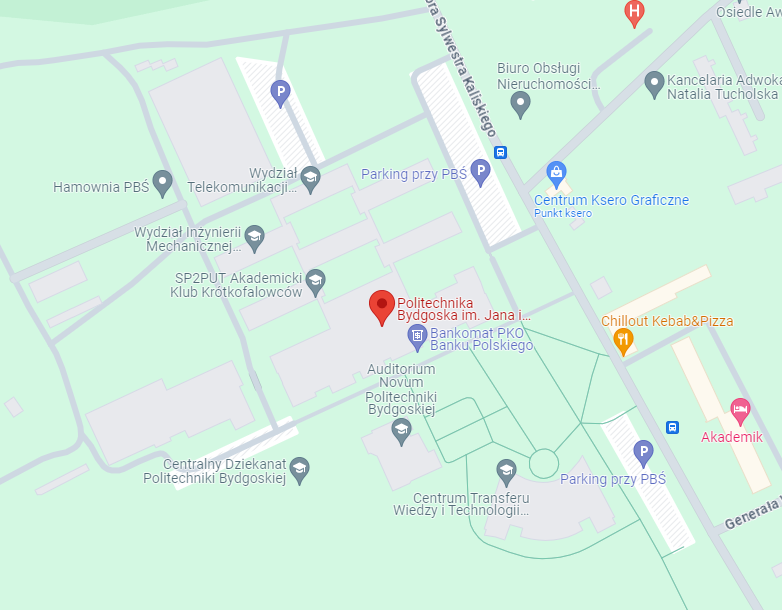 H
Osiedle Aw
ora Sylwestra Kaliskiego
Biuro Obsługi
Nieruchomości...
Kancelaria Adwoka
Natalia Tucholska
P
Wydział
Telekomunikacji...
Parking przy PBŚ
P
Hamownia PBŚ
Centrum Ksero Graficzne
Punkt ksero
Wydział Inżynierii
Mechanicznej...
SP2PUT Akademicki
Klub Krótkofalowców
Politechnika
Bydgoska im. Jana i...
Bankomat PKO
Banku Polskiego
Chillout Kebab&Pizza
Auditorium
Novum
Politechniki
Bydgoskiej
Akademik
Centralny Dziekanat
Politechniki Bydgoskiej
P
Parking przy PBŚ
Centrum Transferu
Wiedzy i Technologii...
Generała